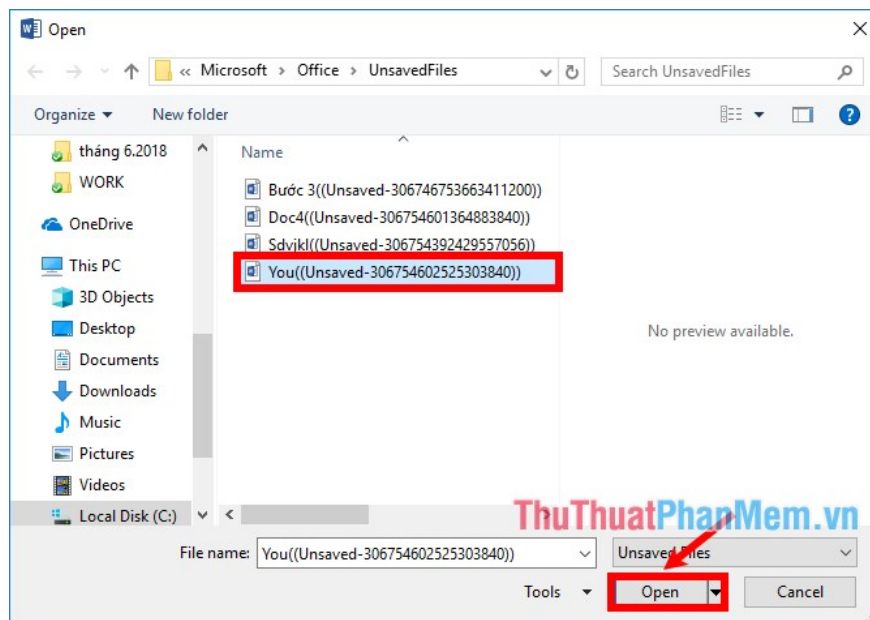 Open
« Microsoft › Office › UnsavedFiles
Search UnsavedFiles
Organize
New folder
tháng 6.2018
WORK
OneDrive
This PC
3D Objects
Desktop
Documents
Downloads
Music
Pictures
Videos
Local Disk (C:)
Name
Bước 3((Unsaved-306746753663411200))
Doc4((Unsaved-306754601364883840))
Sdvjkl((Unsaved-306754392429557056))
You((Unsaved-306754602525303840))
No preview available.
ThuThuatPhanMem.vn
File name: You((Unsaved-306754602525303840))
Unsaved Files
Tools
Open
Cancel